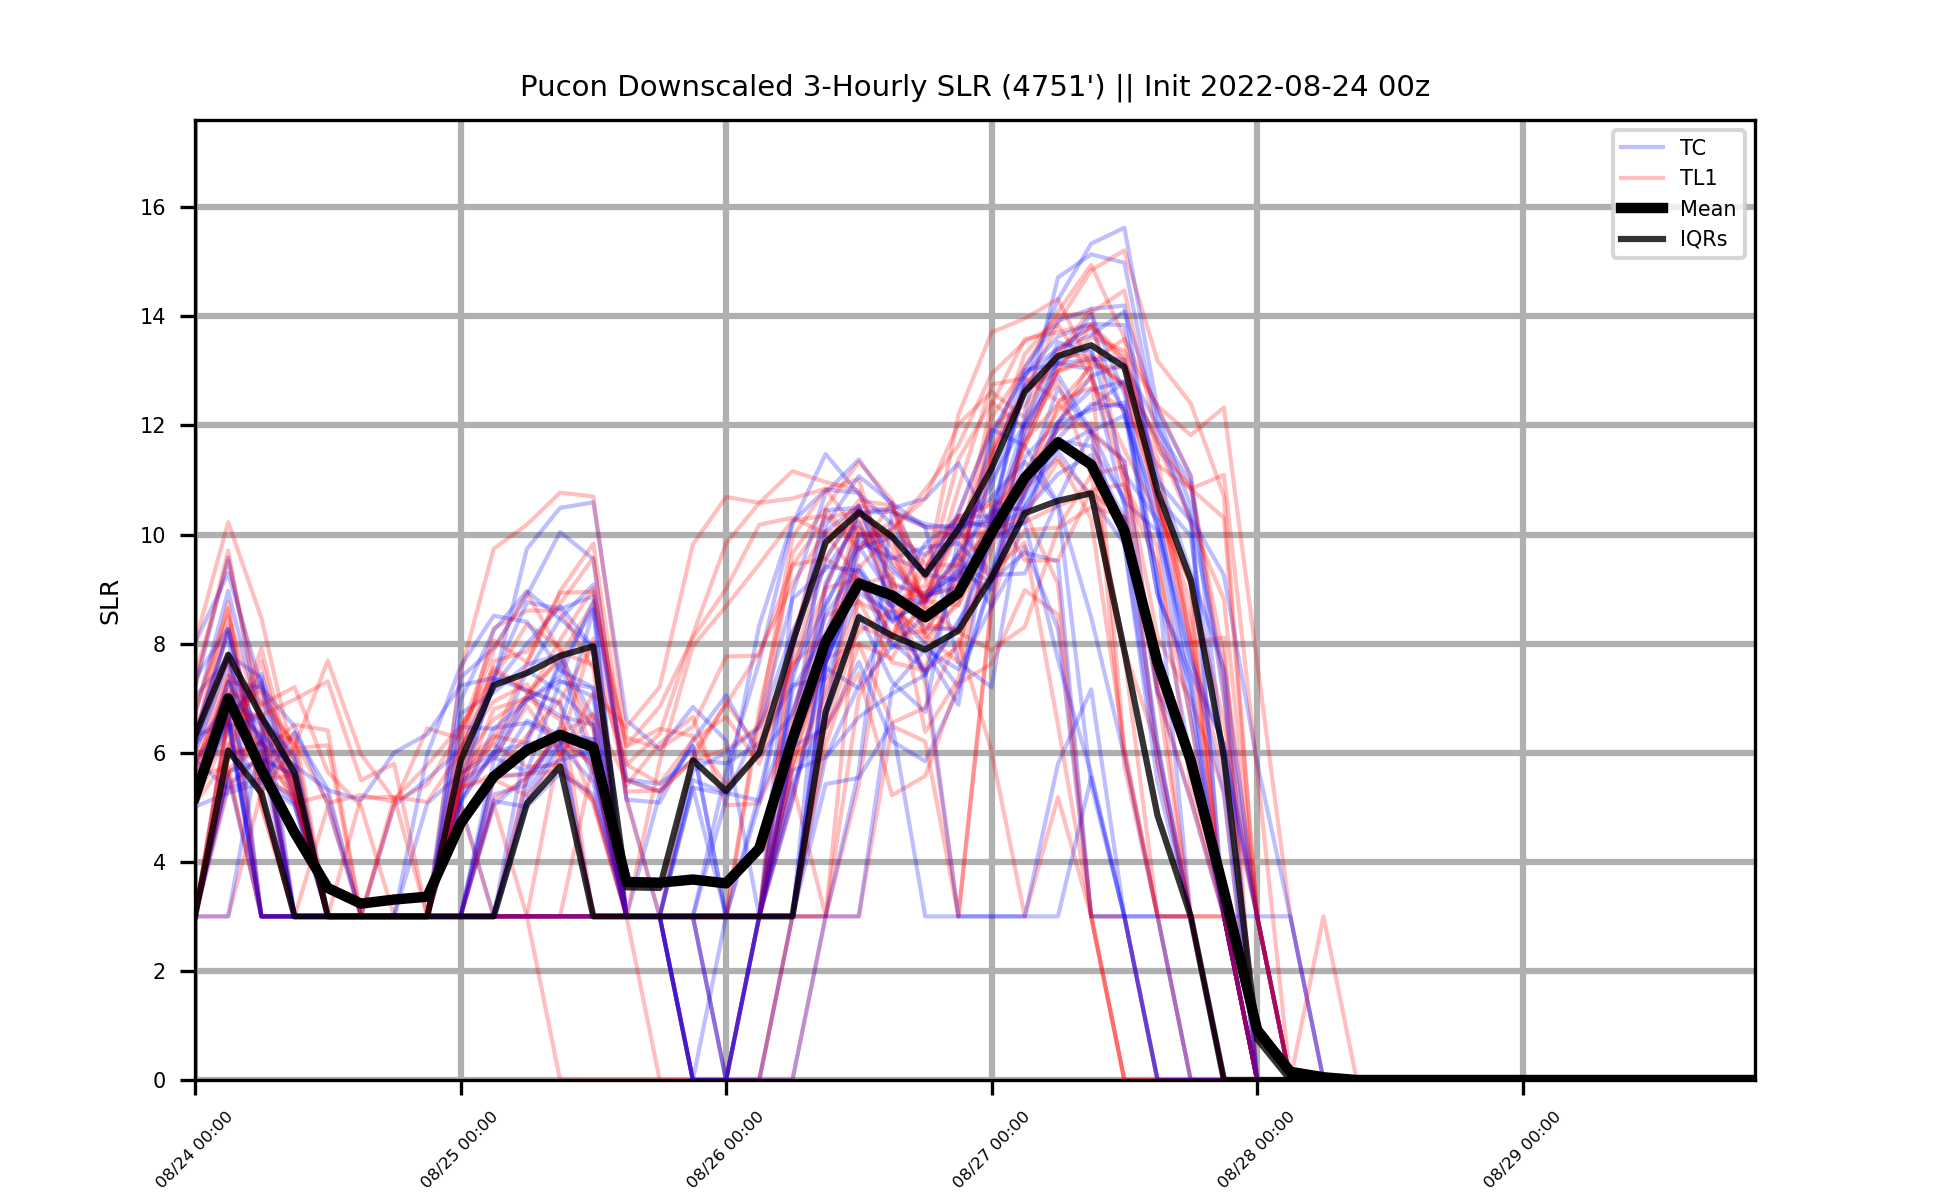 Pucon Downscaled 3-Hourly SLR (4751') || Init 2022-08-24 00z
TC
TL1
Mean
IQRs
SLR
16
14
12
10
8
6
4
2
0
08/24 00:00
08/25 00:00
08/26 00:00
08/27 00:00
08/28 00:00
08/29 00:00